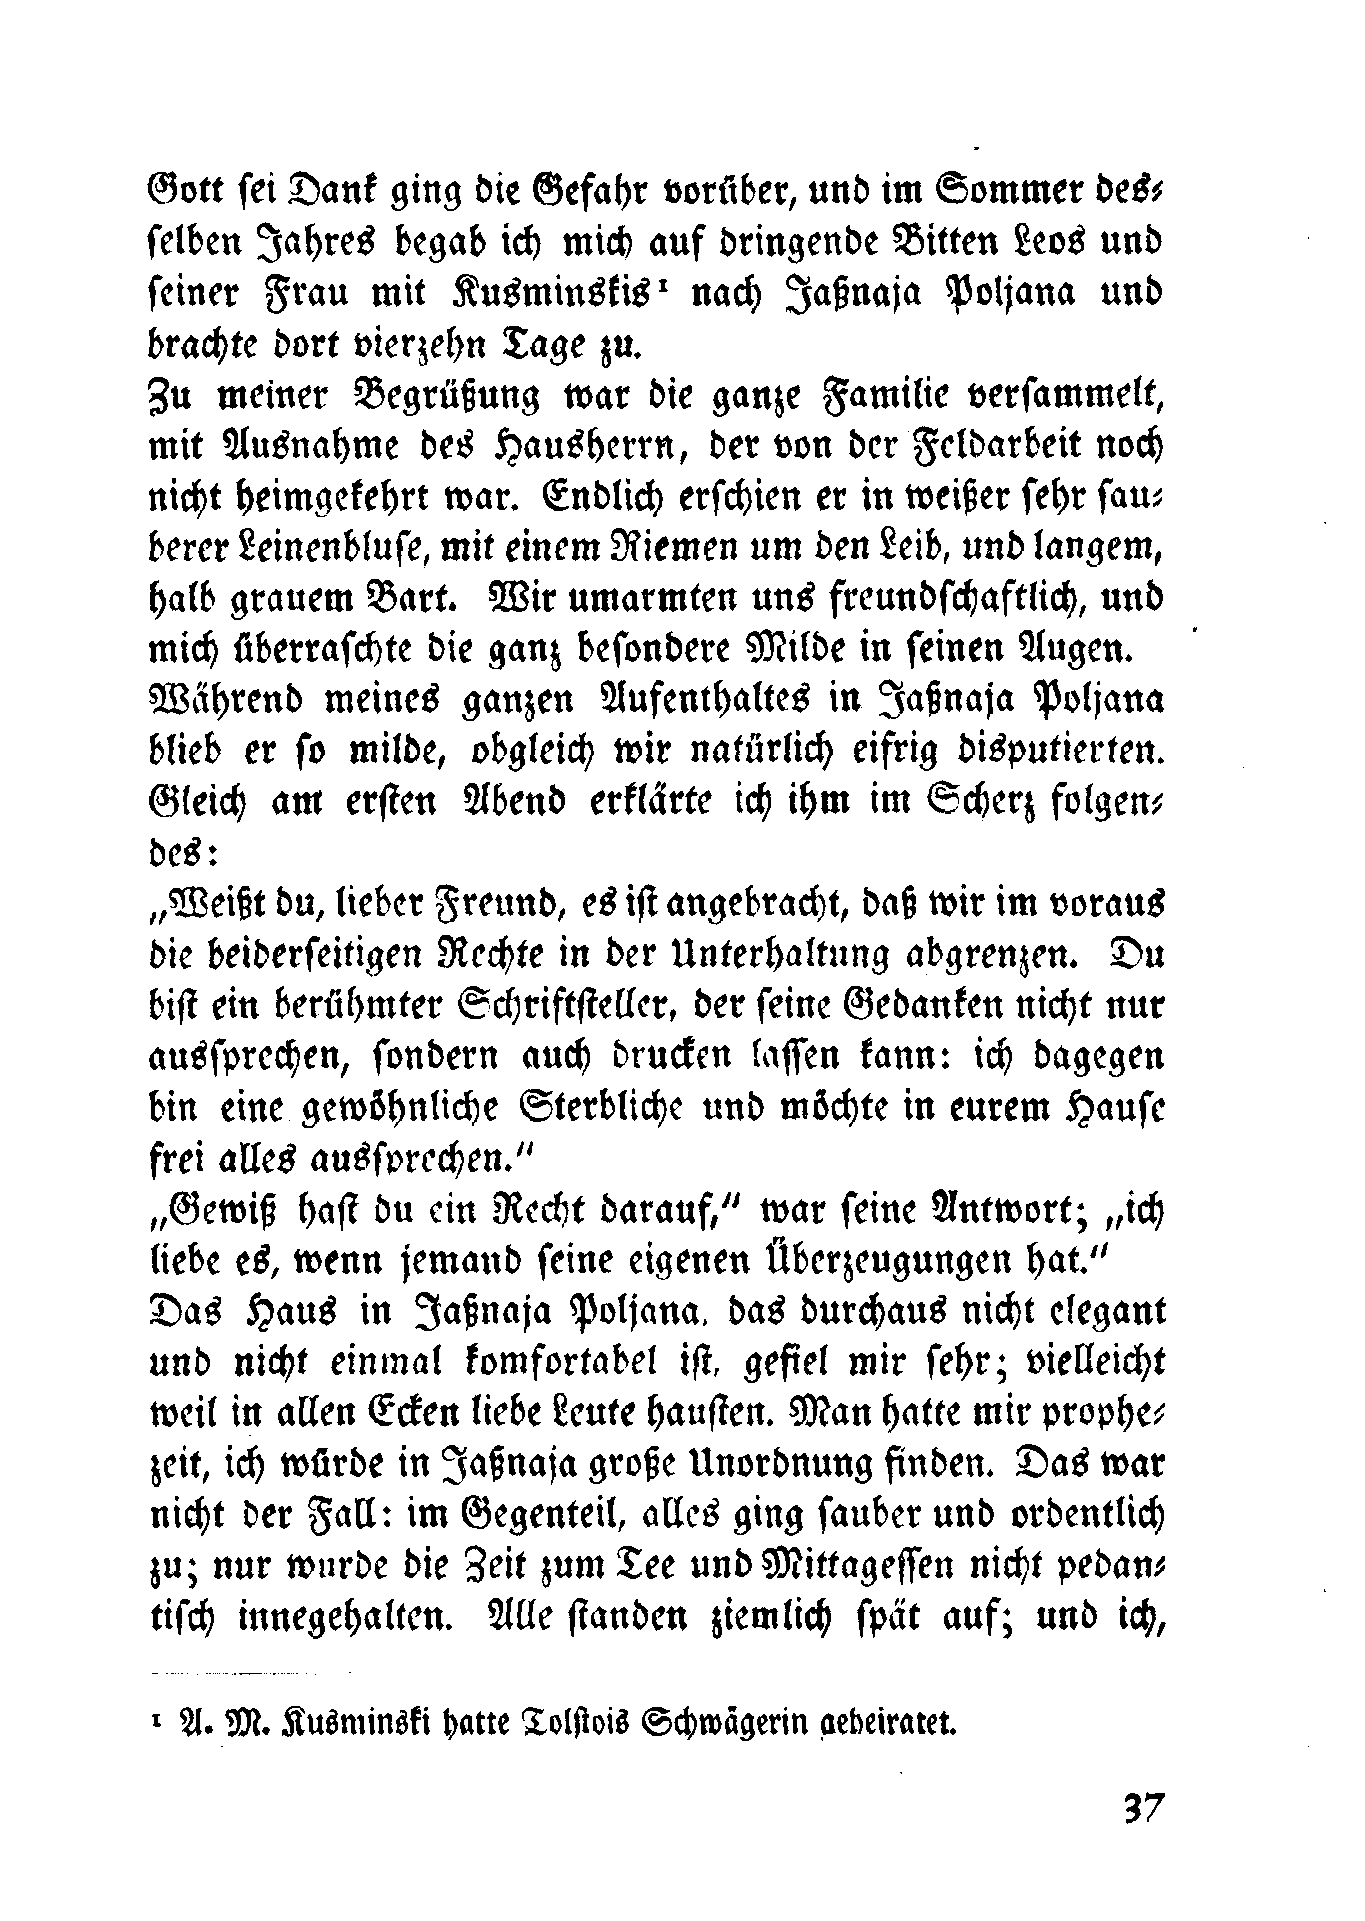 Gott sei Dank ging die Gefahr vorüber, und im Sommer des-
selben Jahres begab ich mich auf dringende Bitten Leos und
seiner Frau mit Kusminskis¹ nach Jaßnaja Poljana und
brachte dort vierzehn Tage zu.
Zu meiner Begrüßung war die ganze Familie versammelt,
mit Ausnahme des Hausherrn, der von der Feldarbeit noch
nicht heimgekehrt war. Endlich erschien er in weißer sehr sau-
berer Leinenbluse, mit einem Riemen um den Leib, und langem,
halb grauem Bart. Wir umarmten uns freundschaftlich, und
mich überraschte die ganz besondere Milde in seinen Augen.
Während meines ganzen Aufenthaltes in Jaßnaja Poljana
blieb er so milde, obgleich wir natürlich eifrig disputierten.
Gleich am ersten Abend erklärte ich ihm im Scherz folgen-
des:
„Weißt du, lieber Freund, es ist angebracht, daß wir im voraus
die beiderseitigen Rechte in der Unterhaltung abgrenzen. Du
bist ein berühmter Schriftsteller, der seine Gedanken nicht nur
aussprechen, sondern auch drucken lassen kann: ich dagegen
bin eine gewöhnliche Sterbliche und möchte in eurem Hause
frei alles aussprechen.“
„Gewiß hast du ein Recht darauf,“ war seine Antwort; „ich
liebe es, wenn jemand seine eigenen Überzeugungen hat.“
Das Haus in Jaßnaja Poljana, das durchaus nicht elegant
und nicht einmal komfortabel ist, gefiel mir sehr; vielleicht
weil in allen Ecken liebe Leute hausten. Man hatte mir prophe-
zeit, ich würde in Jaßnaja große Unordnung finden. Das war
nicht der Fall: im Gegenteil, alles ging sauber und ordentlich
zu; nur wurde die Zeit zum Tee und Mittagessen nicht pedan-
tisch innegehalten. Alle standen ziemlich spät auf; und ich,
¹ A. M. Kusminski hatte Tolstois Schwägerin geheiratet.
37